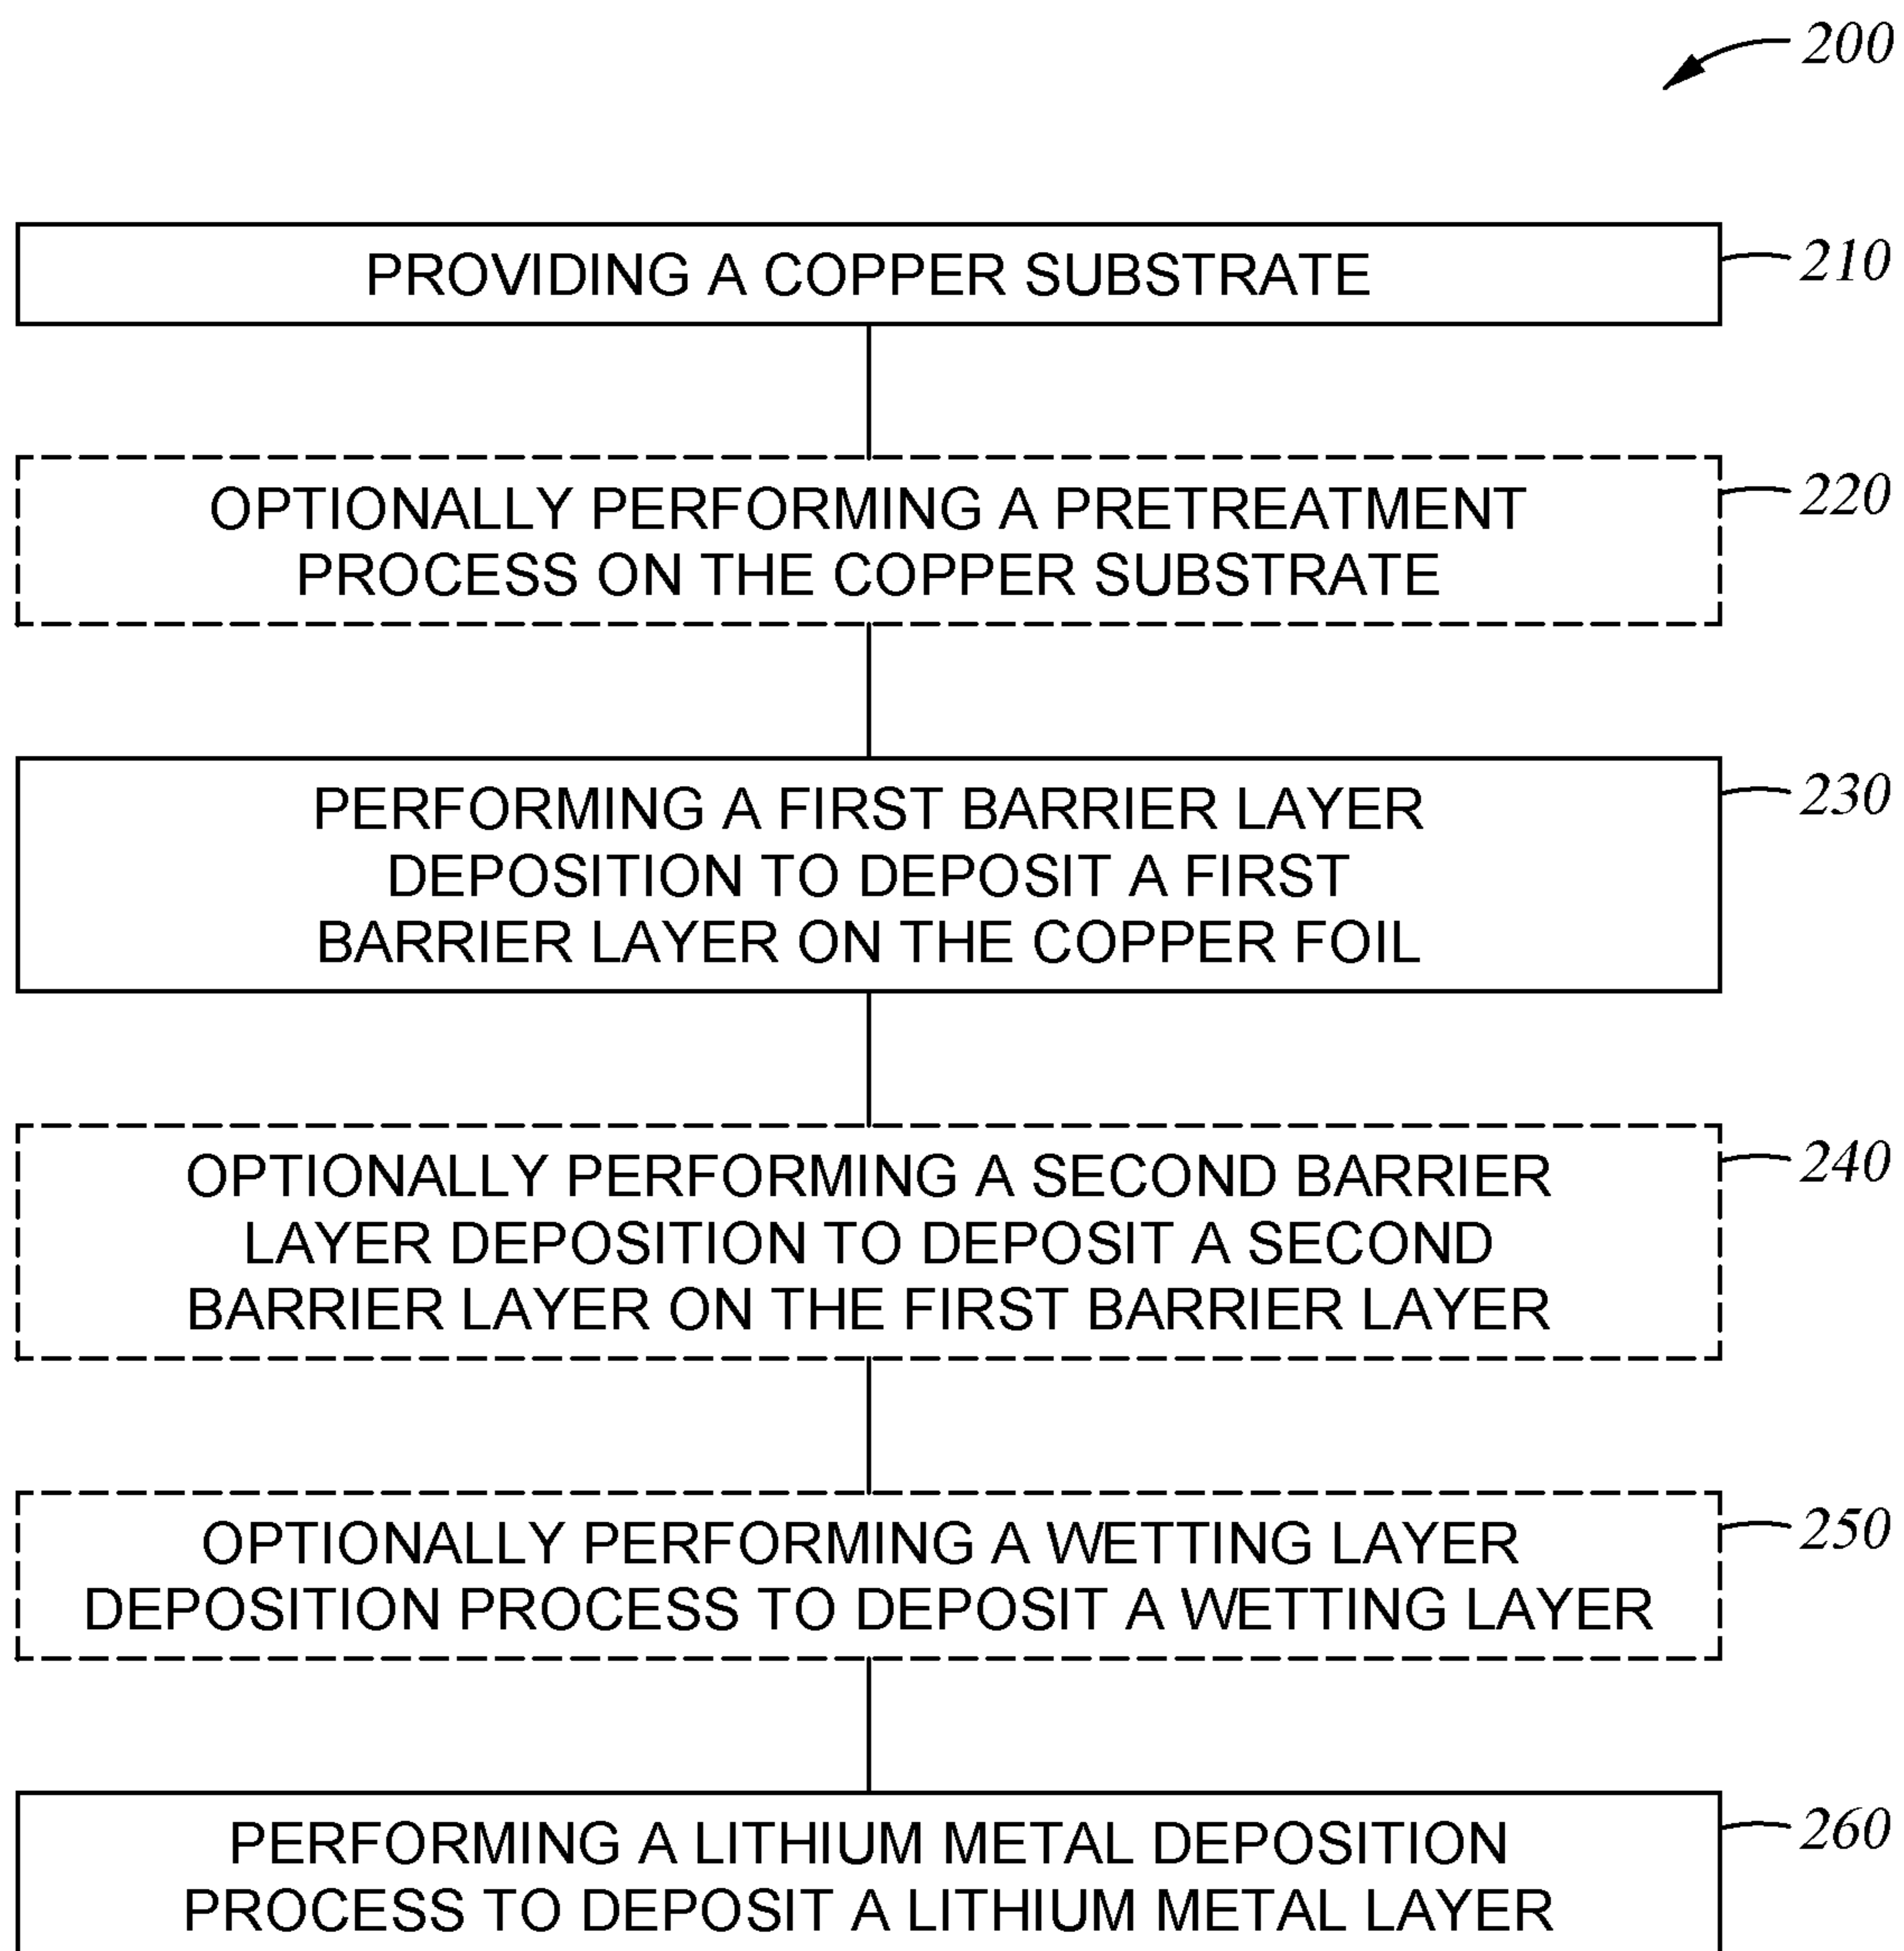 200
PROVIDING A COPPER SUBSTRATE
210
OPTIONALLY PERFORMING A PRETREATMENT
PROCESS ON THE COPPER SUBSTRATE
220
PERFORMING A FIRST BARRIER LAYER
DEPOSITION TO DEPOSIT A FIRST
BARRIER LAYER ON THE COPPER FOIL
230
OPTIONALLY PERFORMING A SECOND BARRIER
LAYER DEPOSITION TO DEPOSIT A SECOND
BARRIER LAYER ON THE FIRST BARRIER LAYER
240
OPTIONALLY PERFORMING A WETTING LAYER
DEPOSITION PROCESS TO DEPOSIT A WETTING LAYER
250
PERFORMING A LITHIUM METAL DEPOSITION
PROCESS TO DEPOSIT A LITHIUM METAL LAYER
260